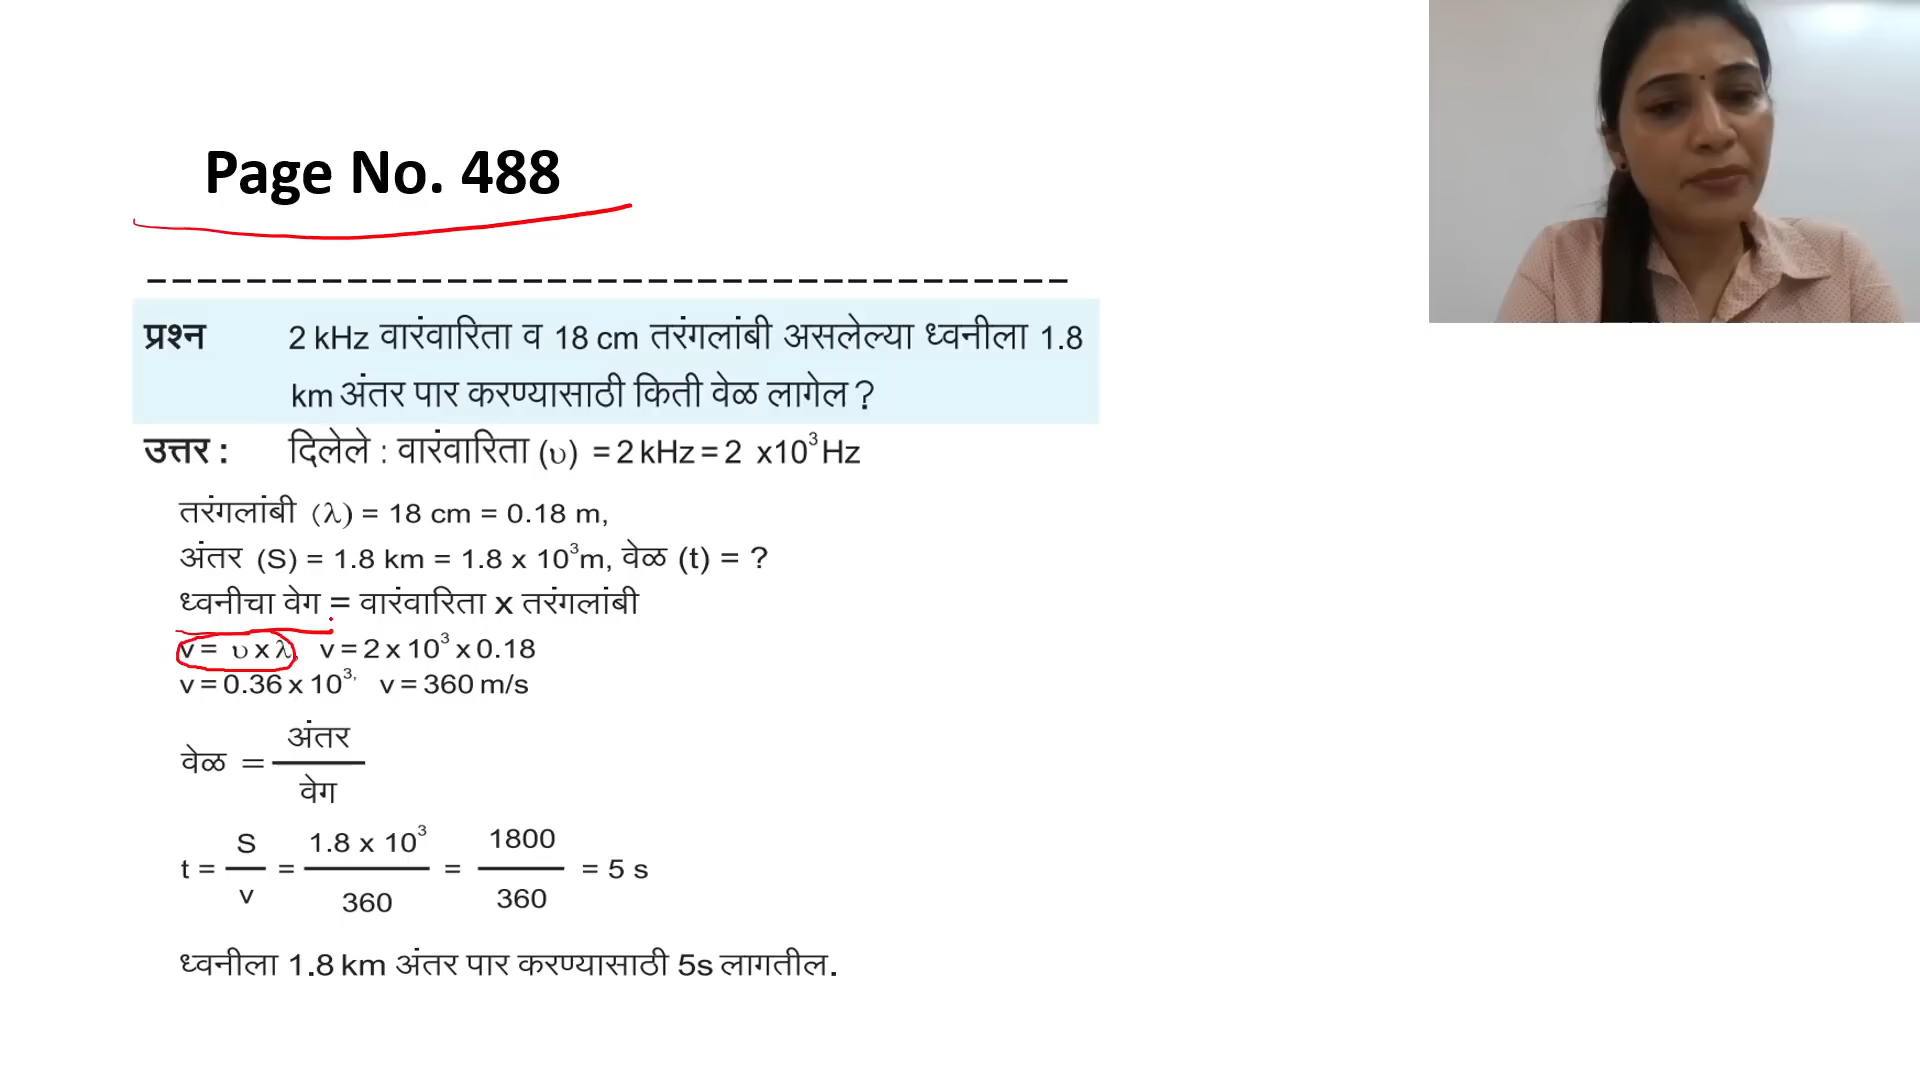 Page No. 488
प्रश्न 2 kHz वारंवारिता व 18 cm तरंगलांबी असलेल्या ध्वनीला 1.8
km अंतर पार करण्यासाठी किती वेळ लागेल ?
उत्तर : दिलेले : वारंवारिता (υ) = 2 kHz = 2 x10³ Hz
तरंगलांबी (λ) = 18 cm = 0.18 m,
अंतर (S) = 1.8 km = 1.8 x 10³m, वेळ (t) = ?
ध्वनीचा वेग = वारंवारिता x तरंगलांबी
v = υ x λ, v = 2 x 10³ x 0.18
v = 0.36 x 10³, v = 360 m/s
वेळ = अंतर / वेग
t = S / v = 1.8 x 10³ / 360 = 1800 / 360 = 5 s
ध्वनीला 1.8 km अंतर पार करण्यासाठी 5s लागतील.